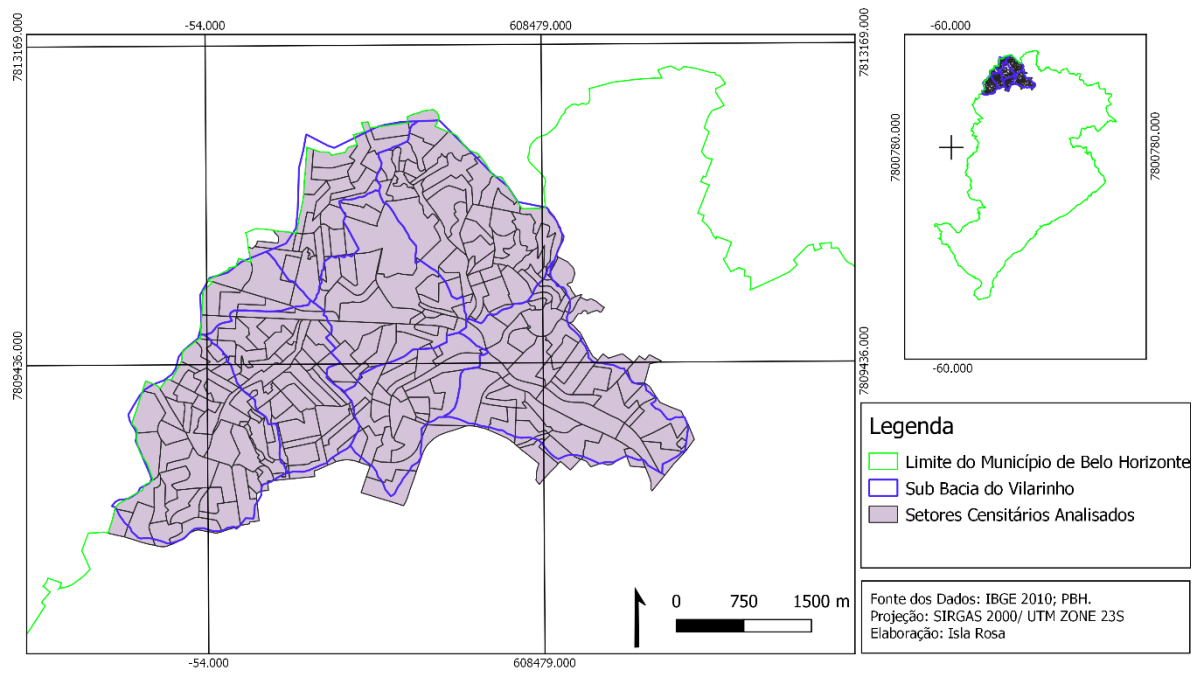 -54.000
608479.000
-60.000
7813169.000
7813169.000
7800780.000
7800780.000
7809436.000
7809436.000
-60.000
Legenda
Limite do Município de Belo Horizonte
Sub Bacia do Vilarinho
Setores Censitários Analisados
0 750 1500 m
Fonte dos Dados: IBGE 2010; PBH.
Projeção: SIRGAS 2000/ UTM ZONE 23S
Elaboração: Isla Rosa
-54.000
608479.000